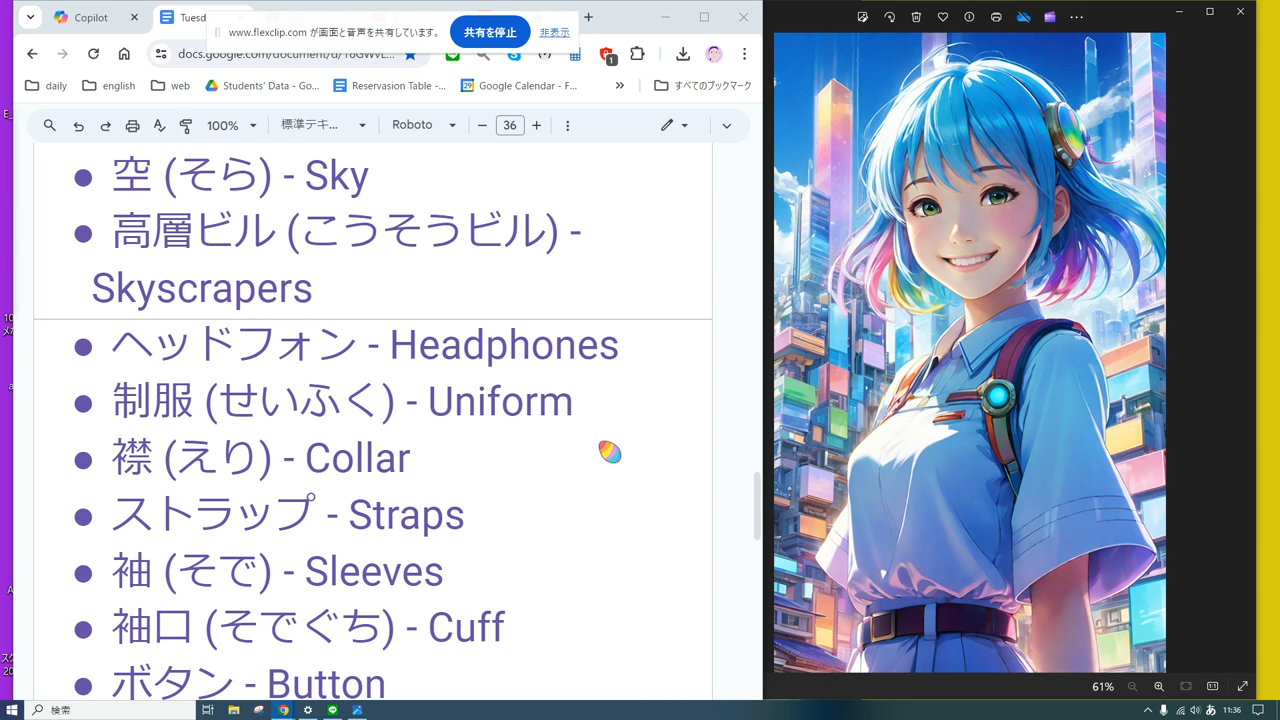 Copilot
Tuesd
www.flexclip.com が画面と音声を共有しています。 共有を停止 非表示
daily english web Students' Data - Go... Reservasion Table -... Google Calendar - F... » すべてのブックマーク
100% 標準テキ... Roboto 36
● 空 (そら) - Sky
● 高層ビル (こうそうビル) -
Skyscrapers
● ヘッドフォン - Headphones
● 制服 (せいふく) - Uniform
● 襟 (えり) - Collar
● ストラップ - Straps
● 袖 (そで) - Sleeves
● 袖口 (そでぐち) - Cuff
● ボタン - Button
61%
検索
あ 11:36